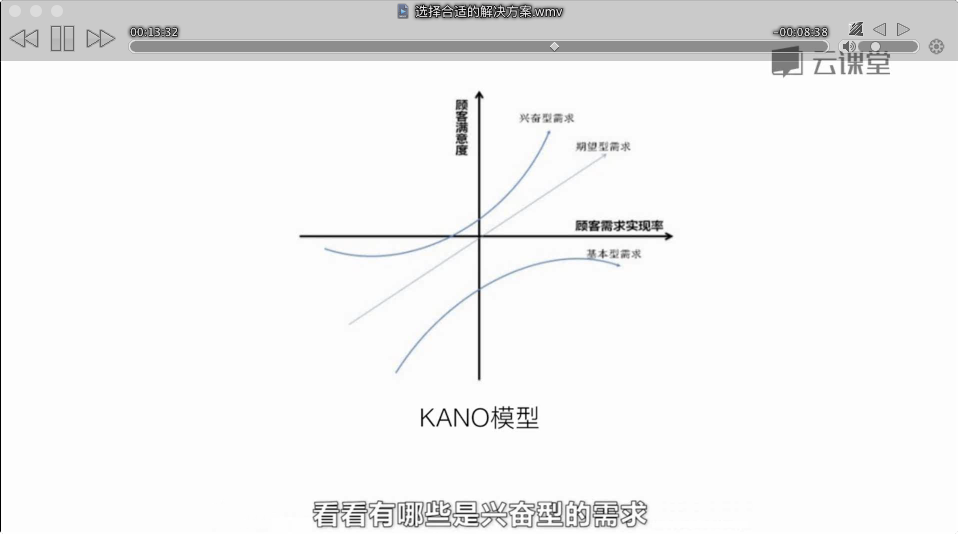 选择合适的解决方案.wmv
00:13:32
-00:08:38
云课堂
顾客满意度
兴奋型需求
期望型需求
顾客需求实现率
基本型需求
KANO模型
看看有哪些是兴奋型的需求